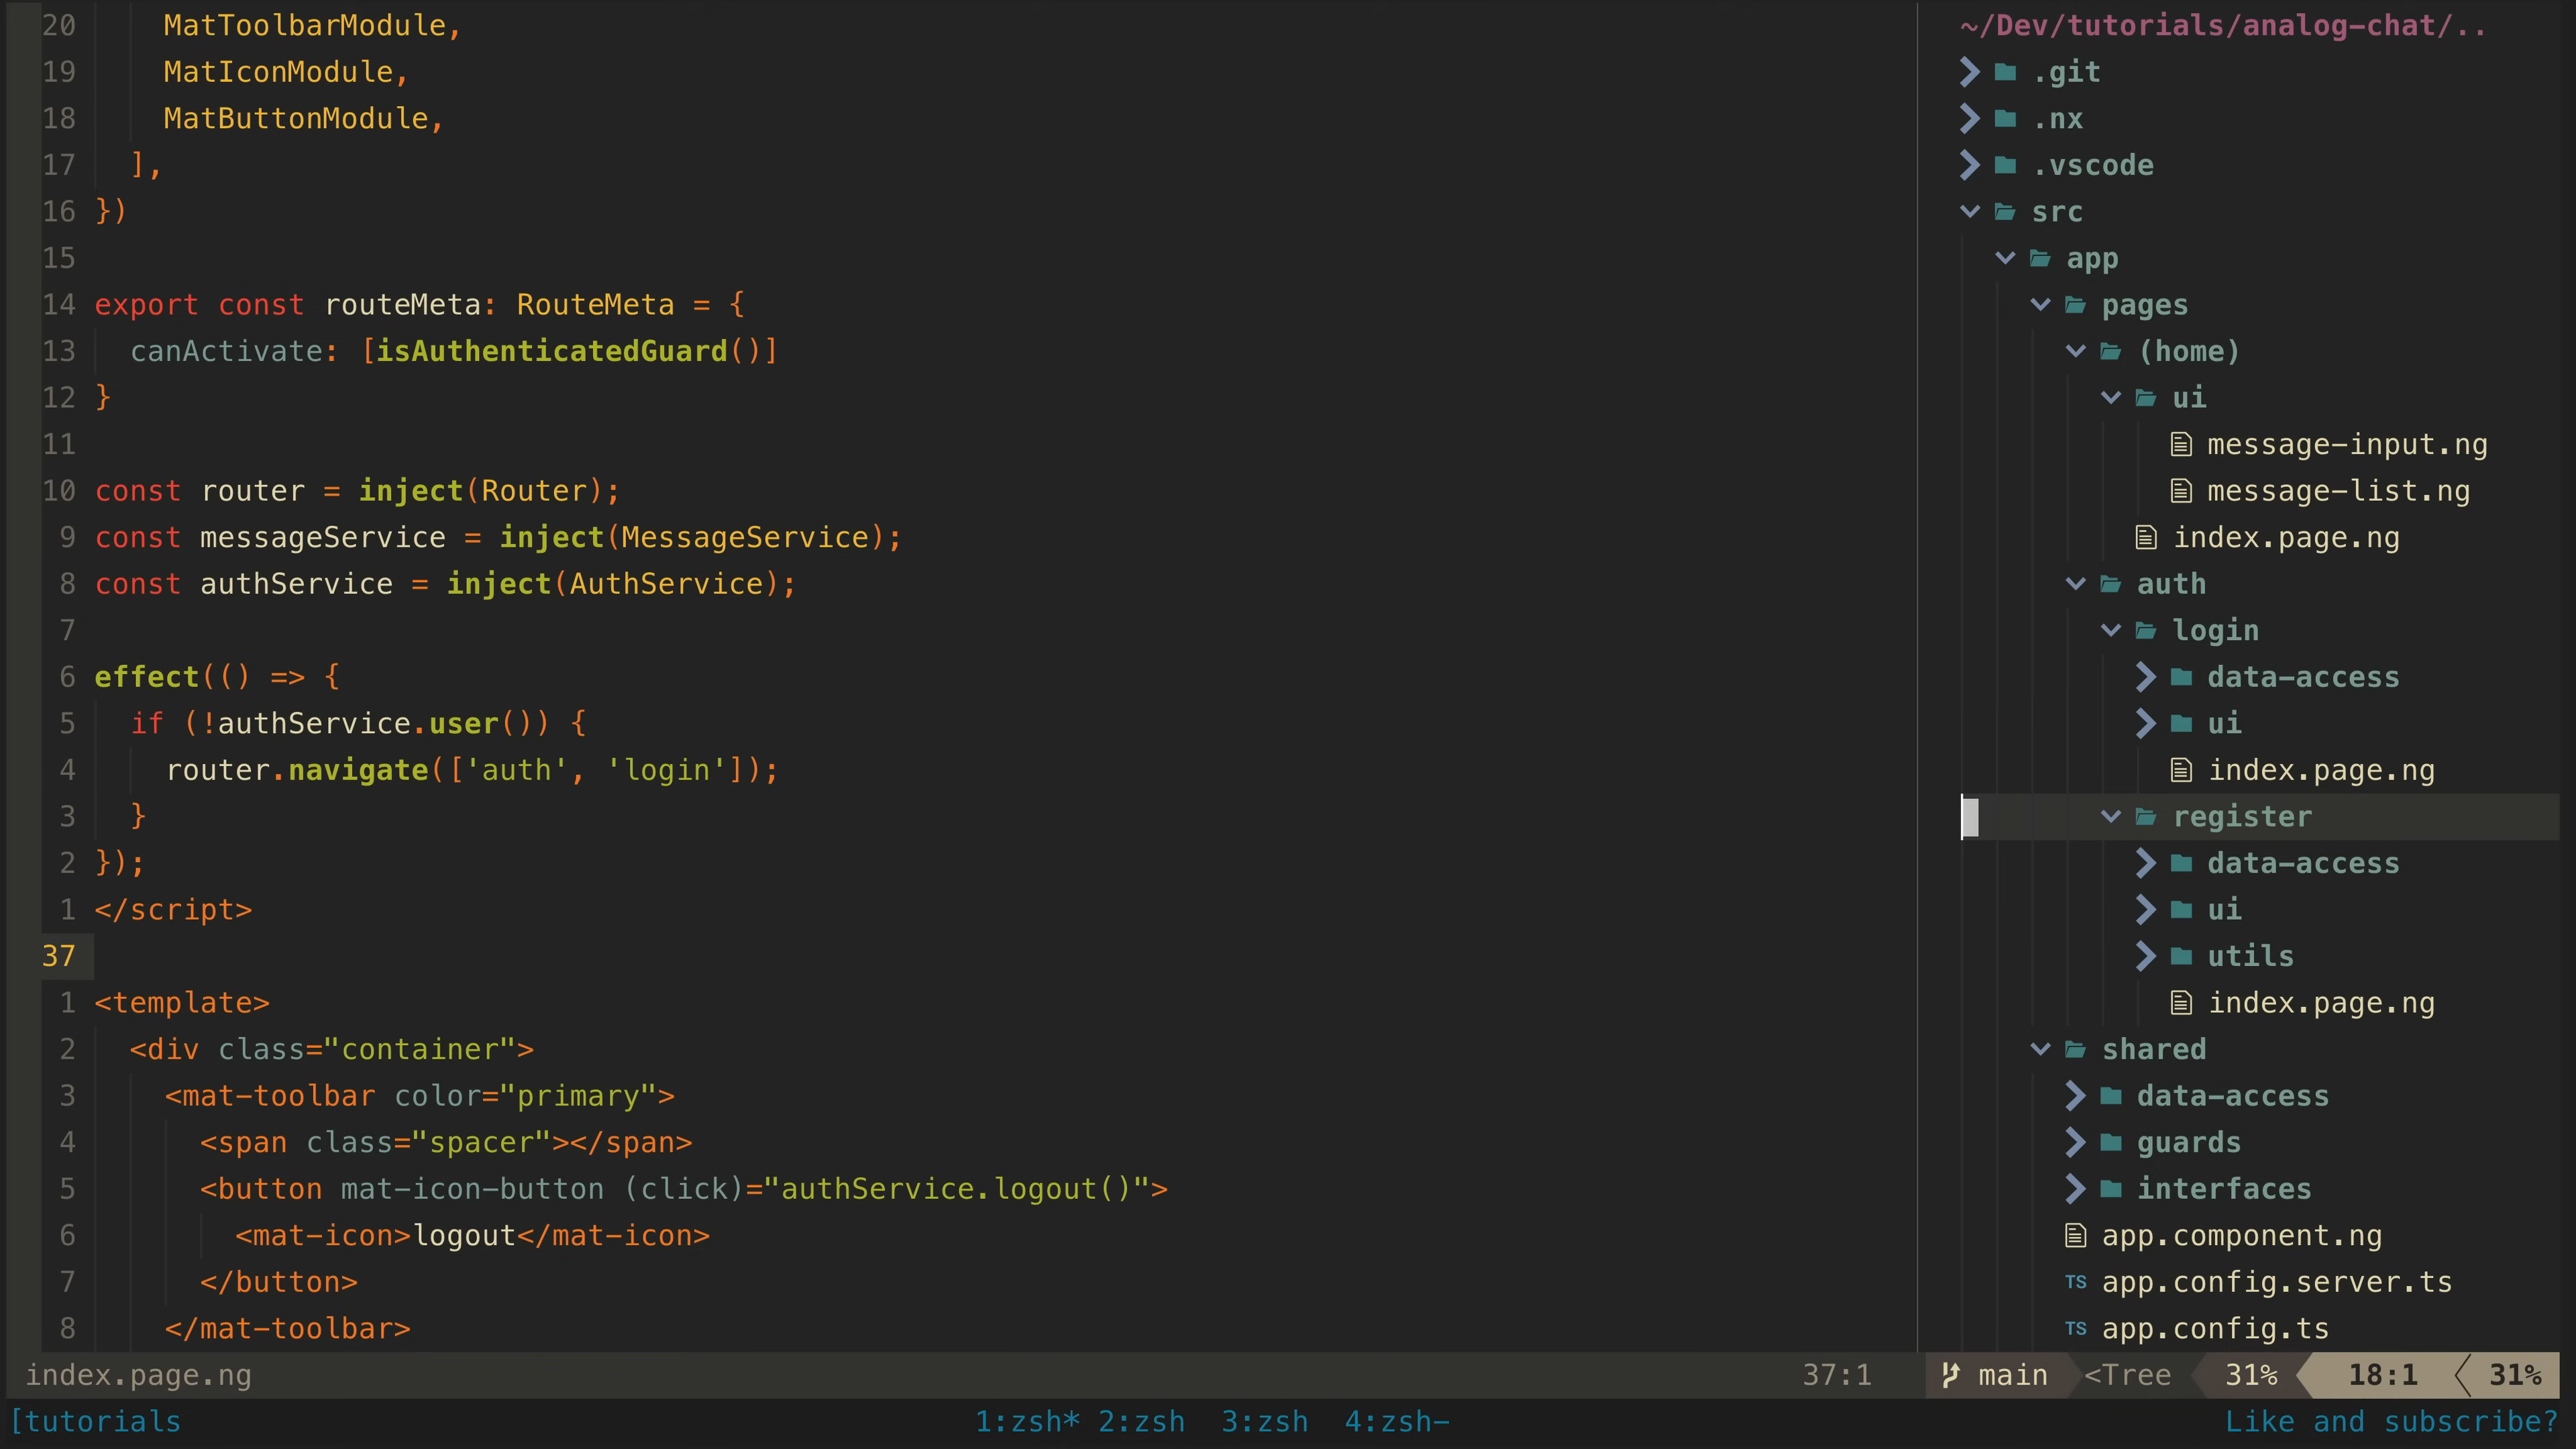 20 MatToolbarModule,
19 MatIconModule,
18 MatButtonModule,
17 ],
16 })
15
14 export const routeMeta: RouteMeta = {
13 canActivate: [isAuthenticatedGuard()]
12 }
11
10 const router = inject(Router);
9 const messageService = inject(MessageService);
8 const authService = inject(AuthService);
7
6 effect(() => {
5 if (!authService.user()) {
4 router.navigate(['auth', 'login']);
3 }
2 });
1 </script>
37
1 <template>
2 <div class="container">
3 <mat-toolbar color="primary">
4 <span class="spacer"></span>
5 <button mat-icon-button (click)="authService.logout()">
6 <mat-icon>logout</mat-icon>
7 </button>
8 </mat-toolbar>
~/Dev/tutorials/analog-chat/..
.git
.nx
.vscode
src
app
pages
(home)
ui
message-input.ng
message-list.ng
index.page.ng
auth
login
data-access
ui
index.page.ng
register
data-access
ui
utils
index.page.ng
shared
data-access
guards
interfaces
app.component.ng
TS app.config.server.ts
TS app.config.ts
index.page.ng 37:1 main <Tree 31% 18:1 31%
[tutorials 1:zsh* 2:zsh 3:zsh 4:zsh- Like and subscribe?